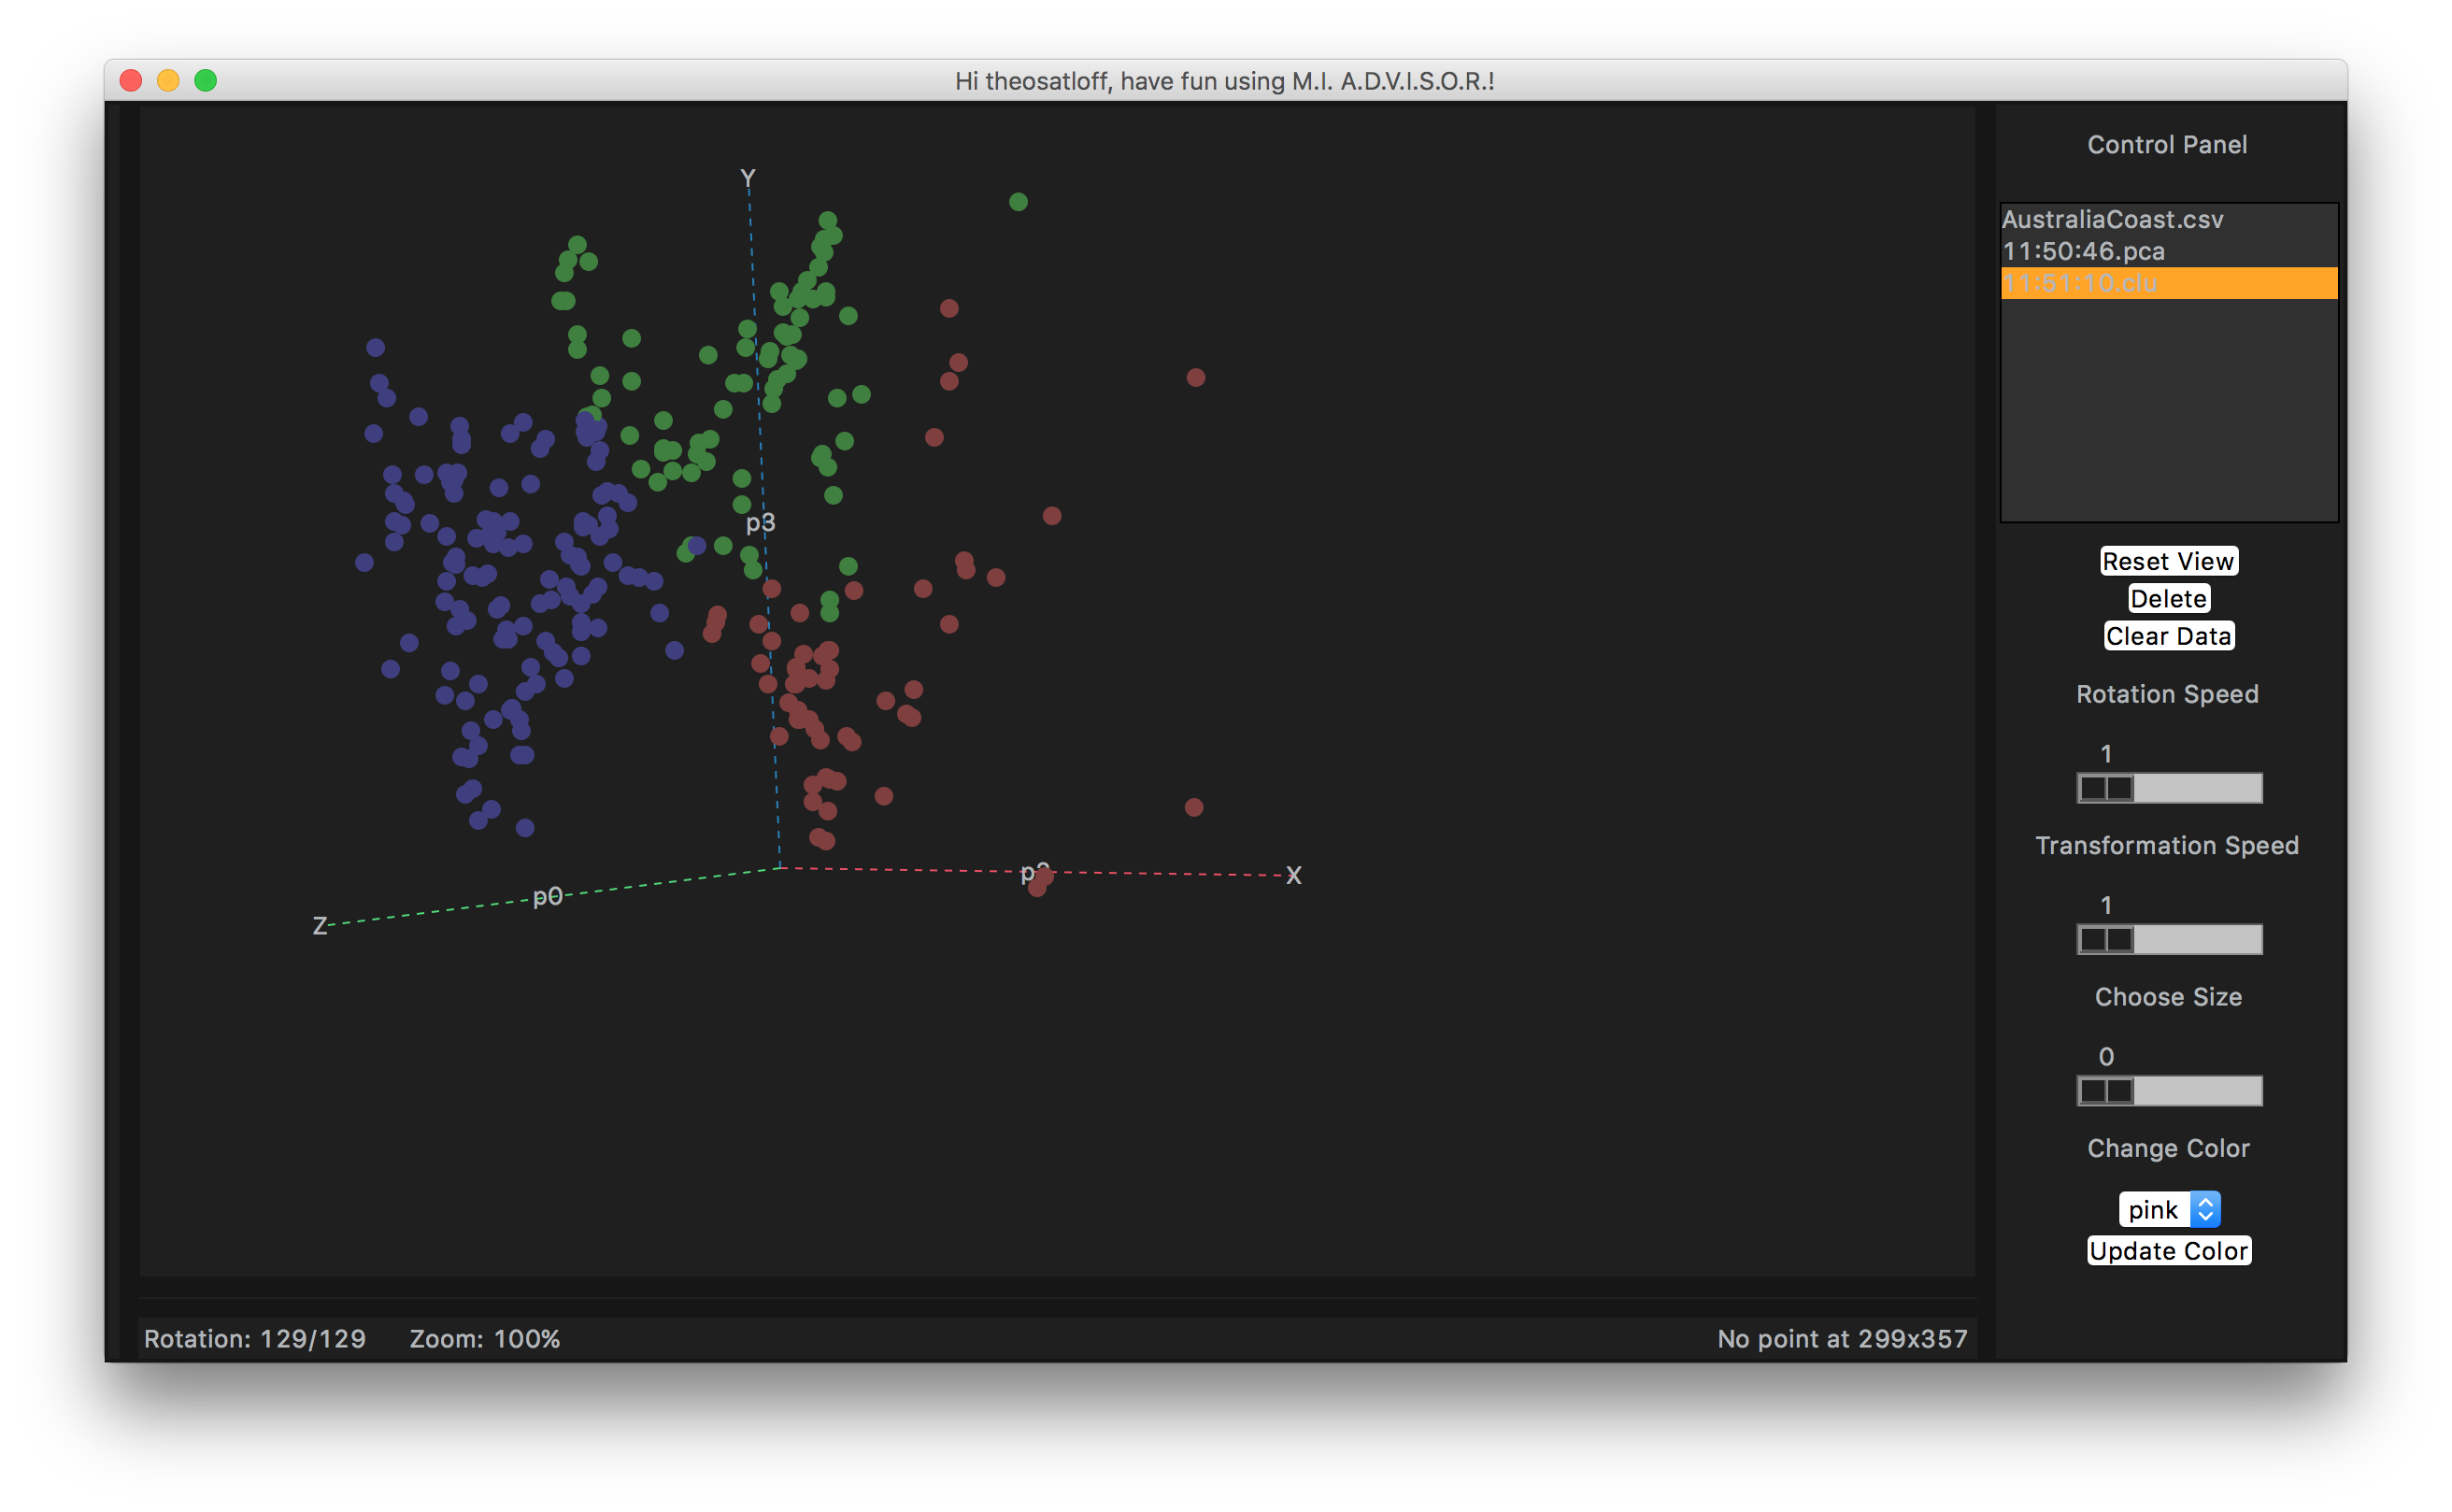 Hi theosatloff, have fun using M.I. A.D.V.I.S.O.R.!
Control Panel
AustraliaCoast.csv
11:50:46.pca
11:51:10.clu
Reset View
Delete
Clear Data
Rotation Speed
1
Transformation Speed
1
Choose Size
0
Change Color
pink
Update Color
Y
p3
X
p0
Z
Rotation: 129/129
Zoom: 100%
No point at 299x357